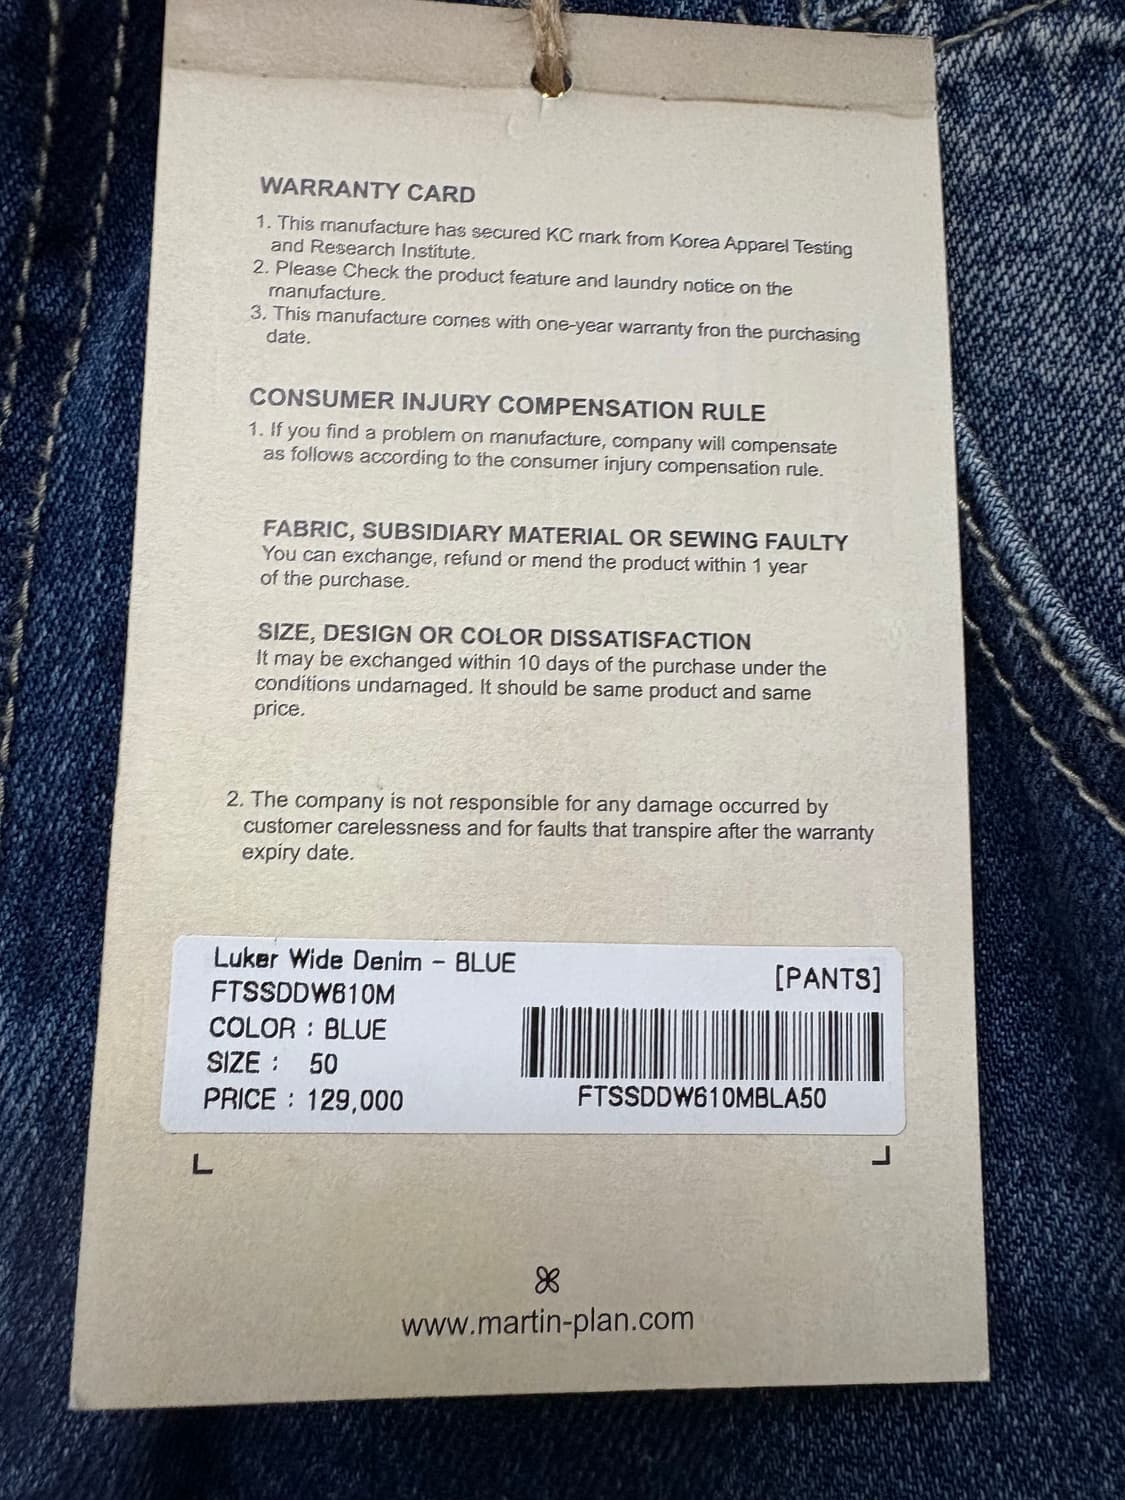 WARRANTY CARD
1. This manufacture has secured KC mark from Korea Apparel Testing
and Research Institute.
2. Please Check the product feature and laundry notice on the
manufacture.
3. This manufacture comes with one-year warranty fron the purchasing
date.
CONSUMER INJURY COMPENSATION RULE
1. If you find a problem on manufacture, company will compensate
as follows according to the consumer injury compensation rule.
FABRIC, SUBSIDIARY MATERIAL OR SEWING FAULTY
You can exchange, refund or mend the product within 1 year
of the purchase.
SIZE, DESIGN OR COLOR DISSATISFACTION
It may be exchanged within 10 days of the purchase under the
conditions undamaged. It should be same product and same
price.
2. The company is not responsible for any damage occurred by
customer carelessness and for faults that transpire after the warranty
expiry date.
Luker Wide Denim - BLUE
[PANTS]
FTSSDDW610M
COLOR : BLUE
SIZE : 50
PRICE : 129,000
FTSSDDW610MBLA50
www.martin-plan.com